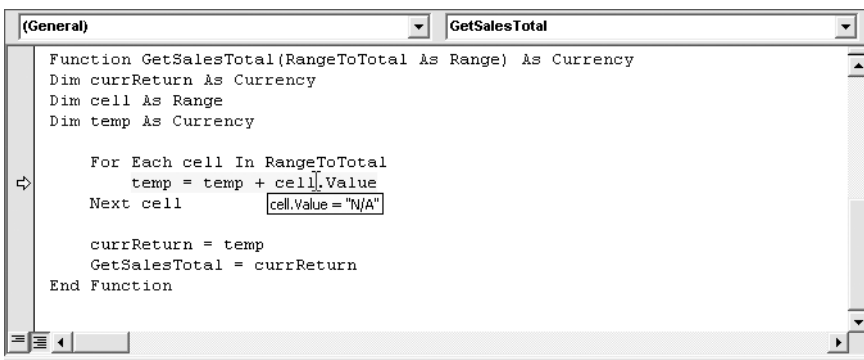 (General) GetSalesTotal
Function GetSalesTotal(RangeToTotal As Range) As Currency
Dim currReturn As Currency
Dim cell As Range
Dim temp As Currency
For Each cell In RangeToTotal
temp = temp + cell.Value
Next cell
cell.Value = "N/A"
currReturn = temp
GetSalesTotal = currReturn
End Function